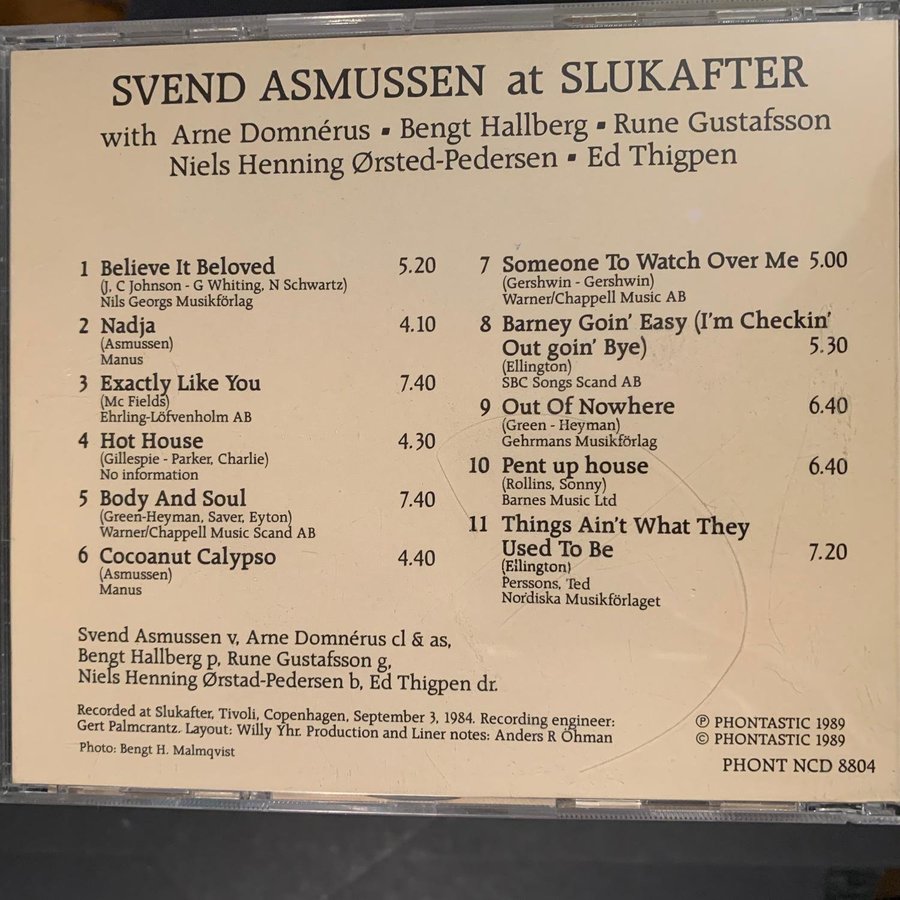 SVEND ASMUSSEN at SLUKAFTER
with Arne Domnérus ▪ Bengt Hallberg ▪ Rune Gustafsson
Niels Henning Ørsted-Pedersen ▪ Ed Thigpen
1 Believe It Beloved 5.20
(J, C Johnson - G Whiting, N Schwartz)
Nils Georgs Musikförlag
2 Nadja 4.10
(Asmussen)
Manus
3 Exactly Like You 7.40
(Mc Fields)
Ehrling-Löfvenholm AB
4 Hot House 4.30
(Gillespie - Parker, Charlie)
No information
5 Body And Soul 7.40
(Green-Heyman, Saver, Eyton)
Warner/Chappell Music Scand AB
6 Cocoanut Calypso 4.40
(Asmussen)
Manus
7 Someone To Watch Over Me 5.00
(Gershwin - Gershwin)
Warner/Chappell Music AB
8 Barney Goin' Easy (I'm Checkin'
Out goin' Bye) 5.30
(Ellington)
SBC Songs Scand AB
9 Out Of Nowhere 6.40
(Green - Heyman)
Gehrmans Musikförlag
10 Pent up house 6.40
(Rollins, Sonny)
Barnes Music Ltd
11 Things Ain't What They
Used To Be 7.20
(Ellington)
Perssons, Ted
Nordiska Musikförlaget
Svend Asmussen v, Arne Domnérus cl & as,
Bengt Hallberg p, Rune Gustafsson g,
Niels Henning Ørstad-Pedersen b, Ed Thigpen dr.
Recorded at Slukafter, Tivoli, Copenhagen, September 3, 1984. Recording engineer:
Gert Palmcrantz. Layout: Willy Yhr. Production and Liner notes: Anders R Öhman
Photo: Bengt H. Malmqvist
℗ PHONTASTIC 1989
© PHONTASTIC 1989
PHONT NCD 8804